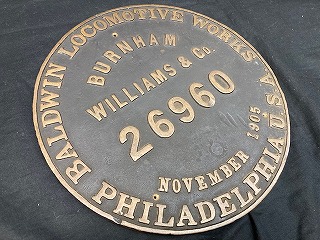 BALDWIN LOCOMOTIVE WORKS.
BURNHAM
WILLIAMS & Co.
26960
NOVEMBER 1905
PHILADELPHIA U.S.A.